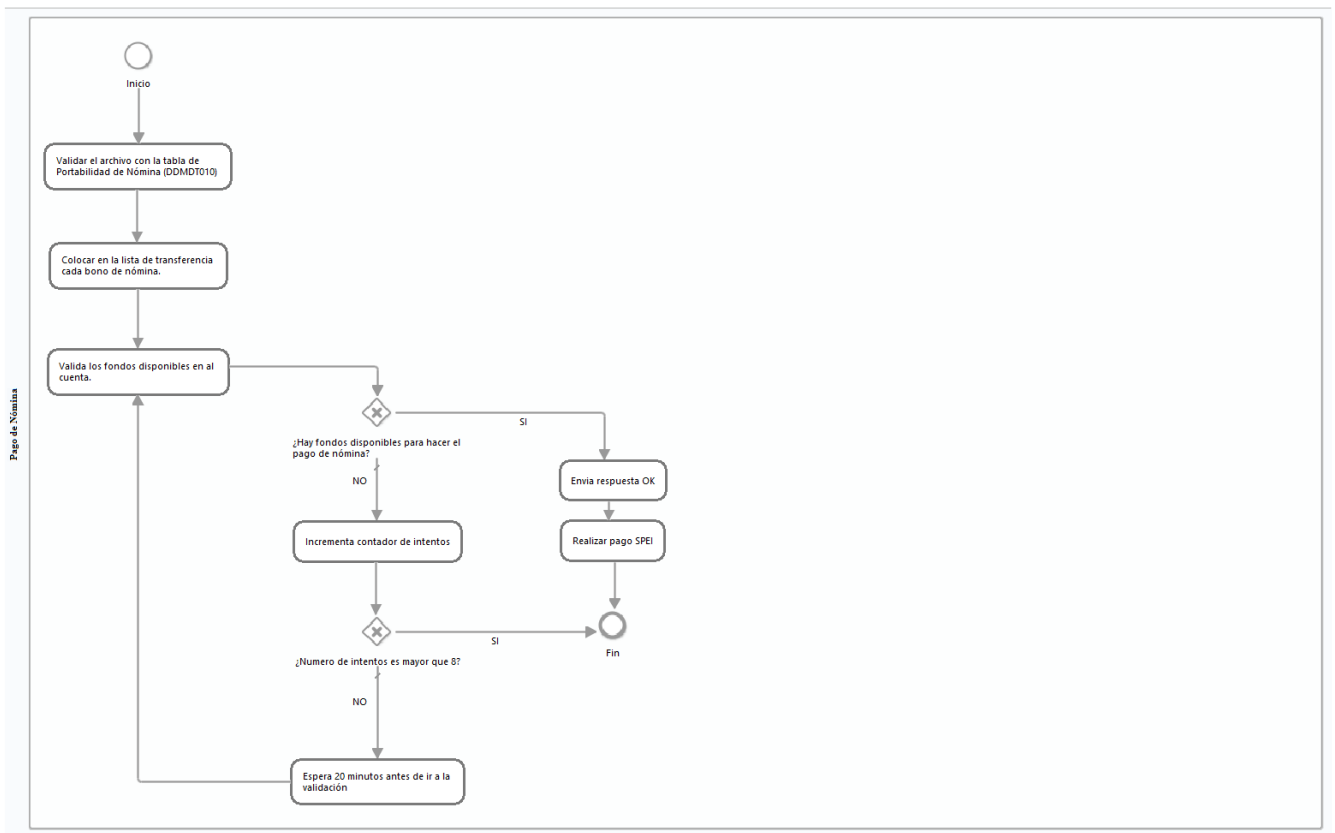 Pago de Nómina
Inicio
Validar el archivo con la tabla de
Portabilidad de Nómina (DDMDT010)
Colocar en la lista de transferencia
cada bono de nómina.
Valida los fondos disponibles en al
cuenta.
¿Hay fondos disponibles para hacer el
pago de nómina?
SI
NO
Envia respuesta OK
Incrementa contador de intentos
Realizar pago SPEI
¿Numero de intentos es mayor que 8?
SI
Fin
NO
Espera 20 minutos antes de ir a la
validación